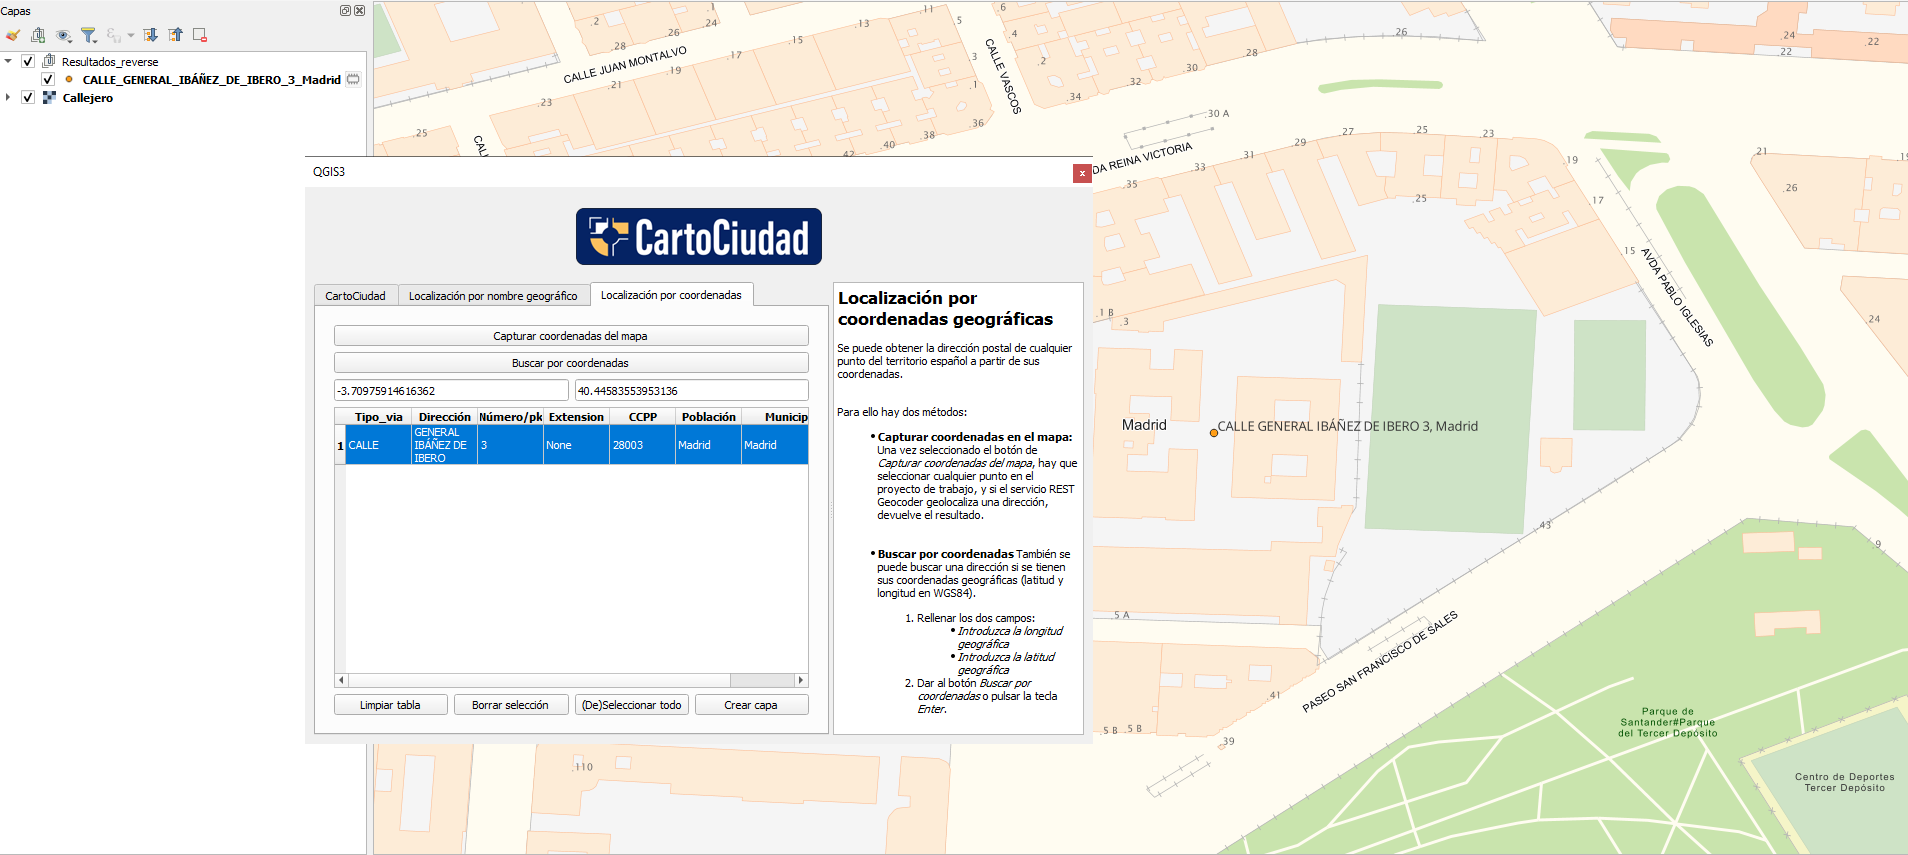 Capas
Resultados_reverse
CALLE_GENERAL_IBÁÑEZ_DE_IBERO_3_Madrid
Callejero
QGIS3
x
CartoCiudad
CartoCiudad
Localización por nombre geográfico
Localización por coordenadas
Capturar coordenadas del mapa
Buscar por coordenadas
-3.70975914616362
40.44583553953136
Tipo_via Dirección Número/pk Extension CCPP Población Municip
1 CALLE GENERAL IBÁÑEZ DE IBERO 3 None 28003 Madrid Madrid
Limpiar tabla
Borrar selección
(De)Seleccionar todo
Crear capa
Localización por
coordenadas geográficas
Se puede obtener la dirección postal de cualquier
punto del territorio español a partir de sus
coordenadas.
Para ello hay dos métodos:
• Capturar coordenadas en el mapa:
Una vez seleccionado el botón de
Capturar coordenadas del mapa, hay que
seleccionar cualquier punto en el
proyecto de trabajo, y si el servicio REST
Geocoder geolocaliza una dirección,
devuelve el resultado.
• Buscar por coordenadas También se
puede buscar una dirección si se tienen
sus coordenadas geográficas (latitud y
longitud en WGS84).
1. Rellenar los dos campos:
• Introduzca la longitud
geográfica
• Introduzca la latitud
geográfica
2. Dar al botón Buscar por
coordenadas o pulsar la tecla
Enter.
.2
.24
.13
.11
5
.6
.4
.26
.28
.26
.17
.15
.3
.2
.32
.30
CALLE JUAN MONTALVO
CALLE VASCOS
.21
.19
.23
.1
.34
.25
.36
.38
.40
42
CALL
.30 A
DA REINA VICTORIA
.35
.33
.31
.29
.27
.25
.23
.19
.25
.17
15
.24
.22
22
.21
.19
.26
.24
AVDA PABLO IGLESIAS
.1 B
.3
Madrid
CALLE GENERAL IBÁÑEZ DE IBERO 3, Madrid
.43
.9
.5 A
PASEO SAN FRANCISCO DE SALES
.41
.5 B
.5 B
.39
.110
Parque de
Santander#Parque
del Tercer Depósito
Centro de Deportes
Tercer Depósito